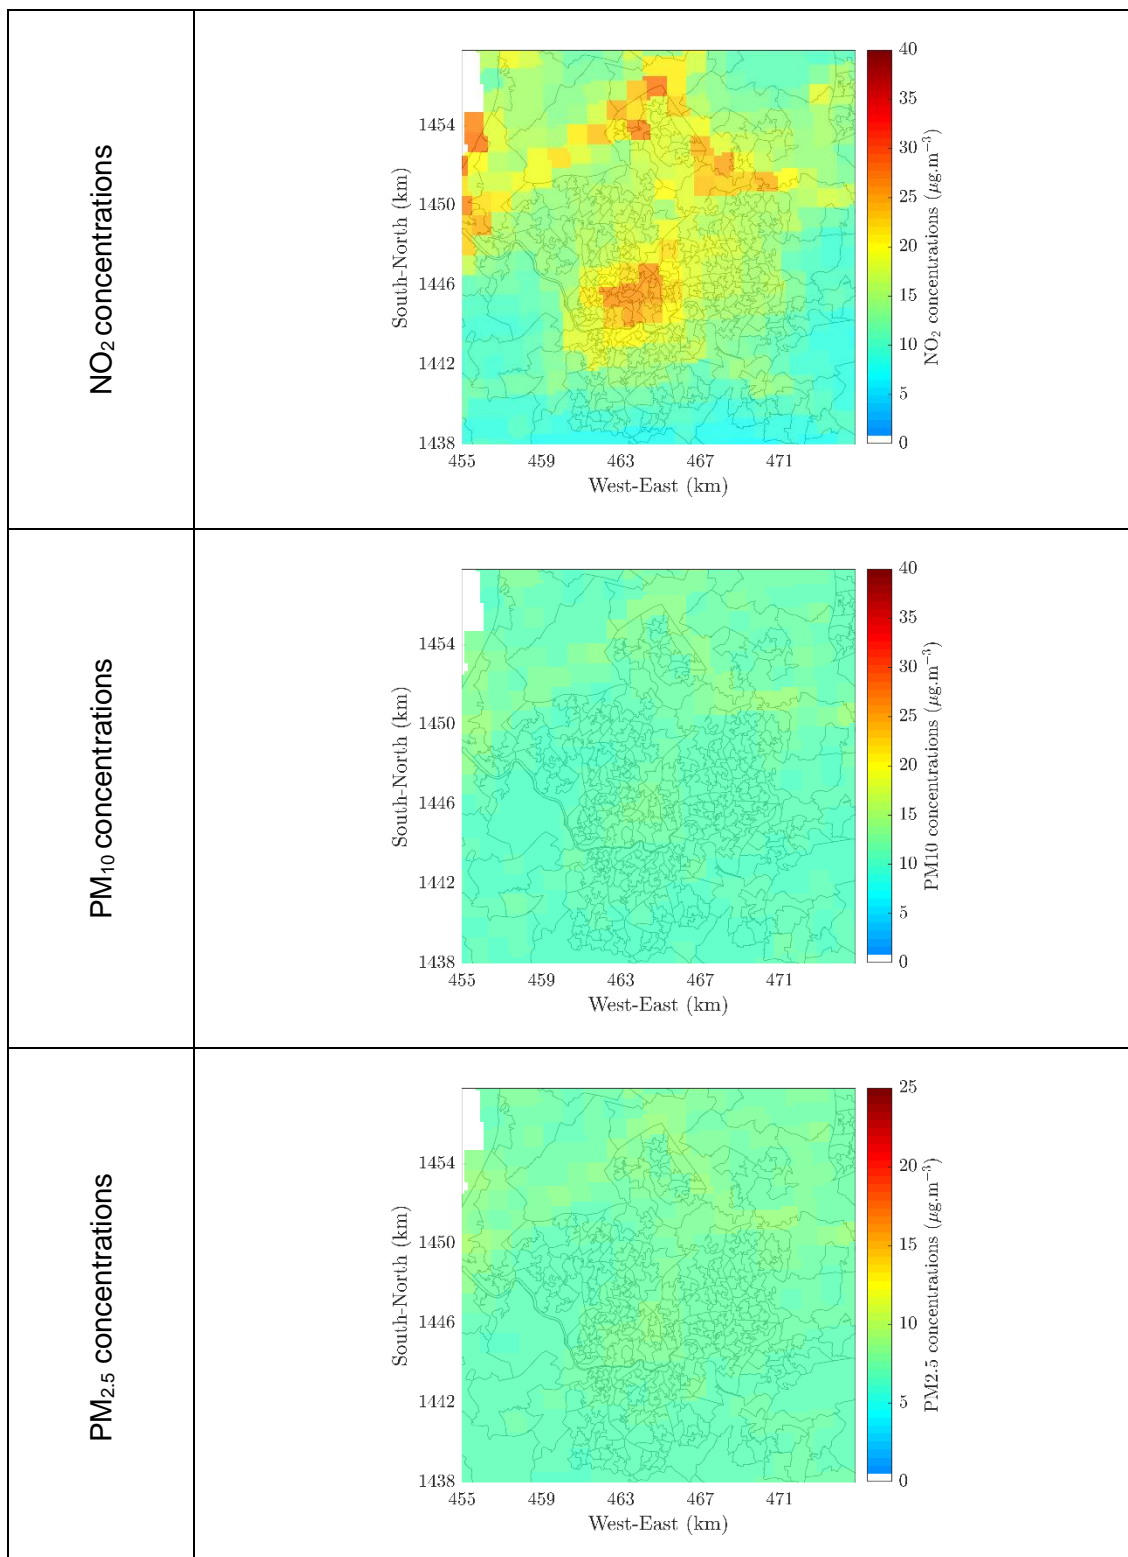 NO₂ concentrations
South-North (km)
1454
1450
1446
1412
1438
455 459 463 467 471
West-East (km)
40
35
30
25
20
15
10
5
0
NO₂ concentrations (μg.m⁻³)
PM₁₀ concentrations
South-North (km)
1454
1450
1446
1412
1438
455 459 463 467 471
West-East (km)
40
35
30
25
20
15
10
5
0
PM10 concentrations (μg.m⁻³)
PM₂.₅ concentrations
South-North (km)
1454
1450
1446
1412
1438
455 459 463 467 471
West-East (km)
25
20
15
10
5
0
PM2.5 concentrations (μg.m⁻³)